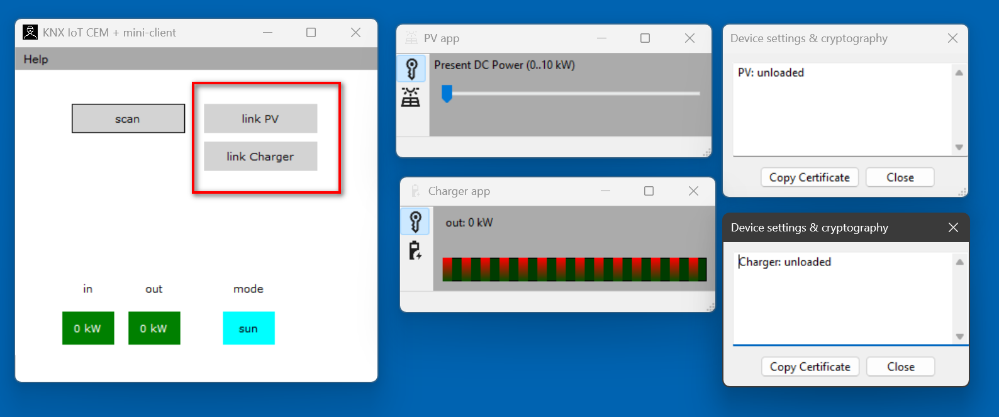 KNX IoT CEM + mini-client
Help
scan
link PV
link Charger
in
out
mode
0 kW
0 kW
sun
PV app
Present DC Power (0..10 kW)
Charger app
out: 0 kW
Device settings & cryptography
PV: unloaded
Copy Certificate
Close
Device settings & cryptography
Charger: unloaded
Copy Certificate
Close